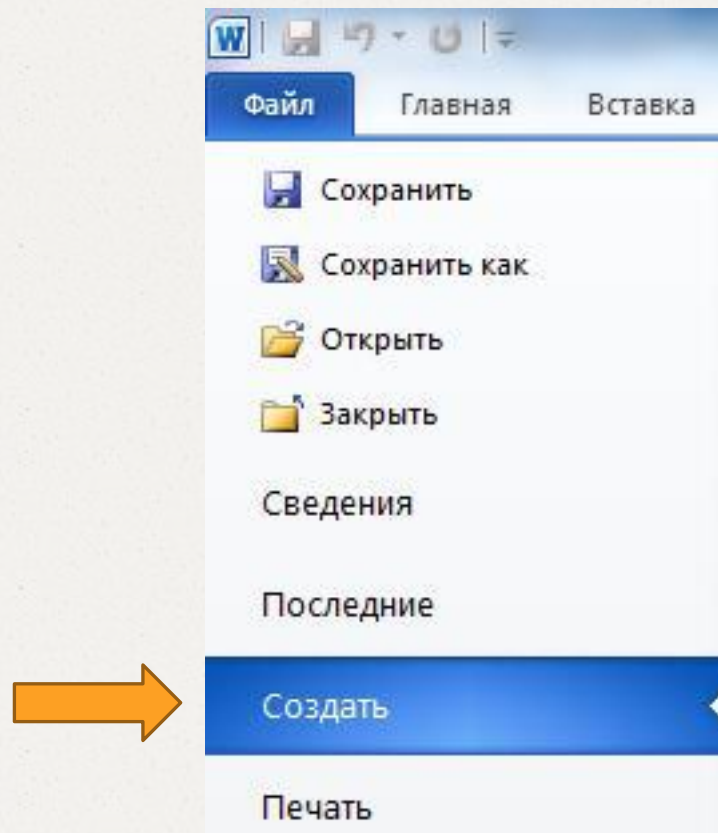 W
Файл Главная Вставка
Сохранить
Сохранить как
Открыть
Закрыть
Сведения
Последние
Создать
Печать